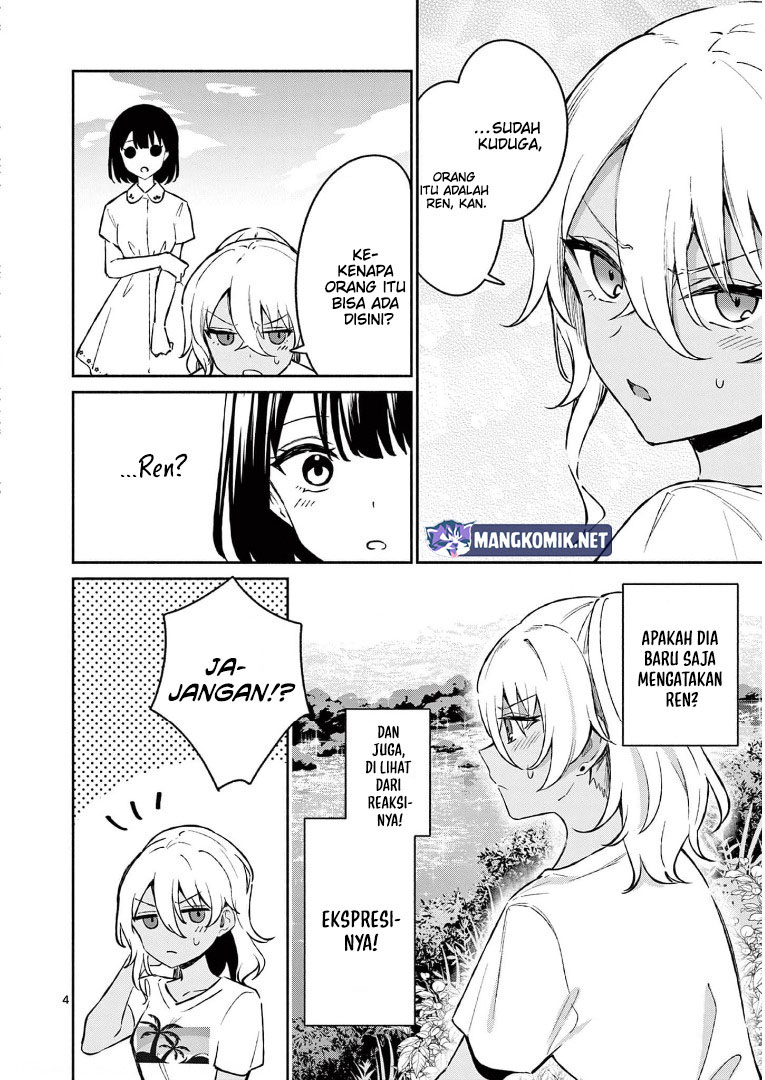 ...SUDAH
KUDUGA,
ORANG
ITU ADALAH
REN, KAN.
KE-
KENAPA
ORANG ITU
BISA ADA
DISINI?
...Ren?
MANGKOMIK.NET
APAKAH DIA
BARU SAJA
MENGATAKAN
REN?
DAN
JUGA,
DI LIHAT
DARI
REAKSI-
NYA!
EKSPRESI-
NYA!
JA-
JANGAN!?
4